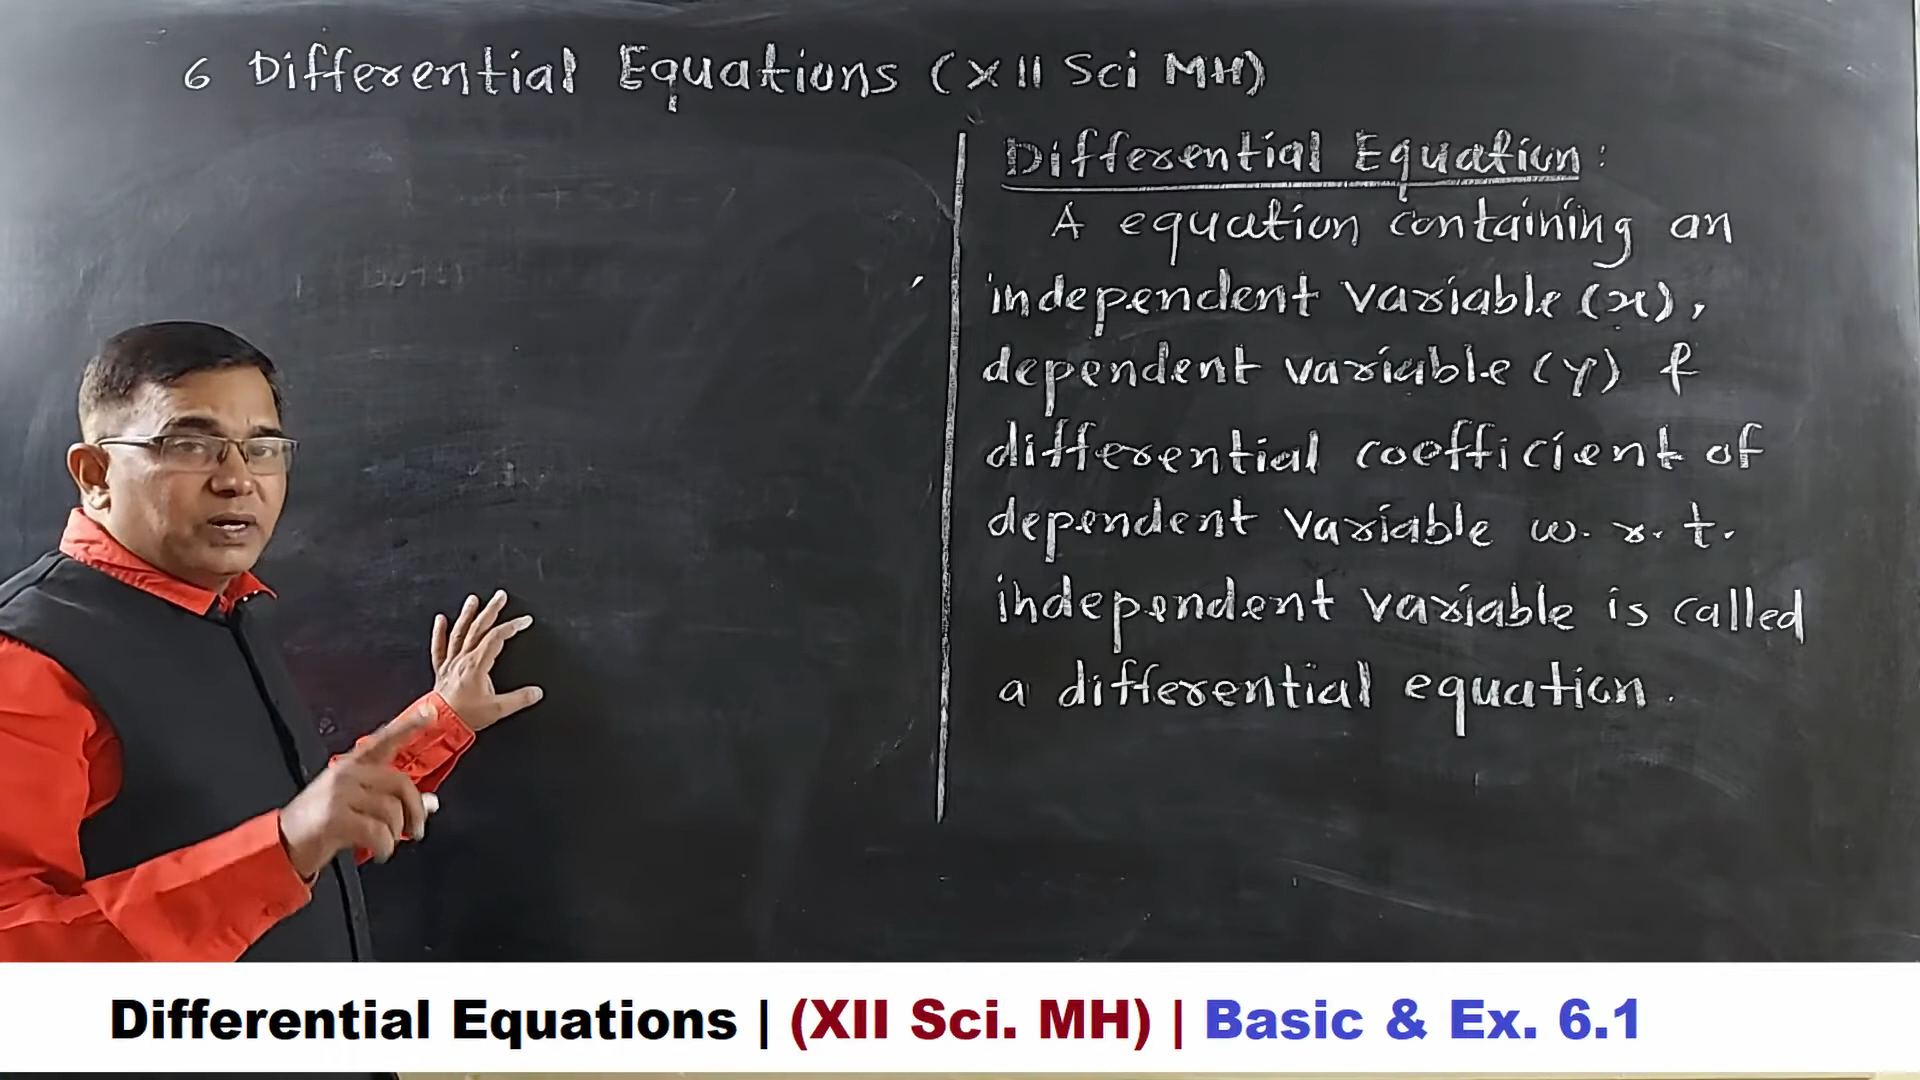 6 Differential Equations (XII Sci MH)
Differential Equation:
A equation containing an
independent variable (x),
dependent variable (y) &
differential coefficient of
dependent variable w.r.t.
independent variable is called
a differential equation.
Differential Equations | (XII Sci. MH) | Basic & Ex. 6.1